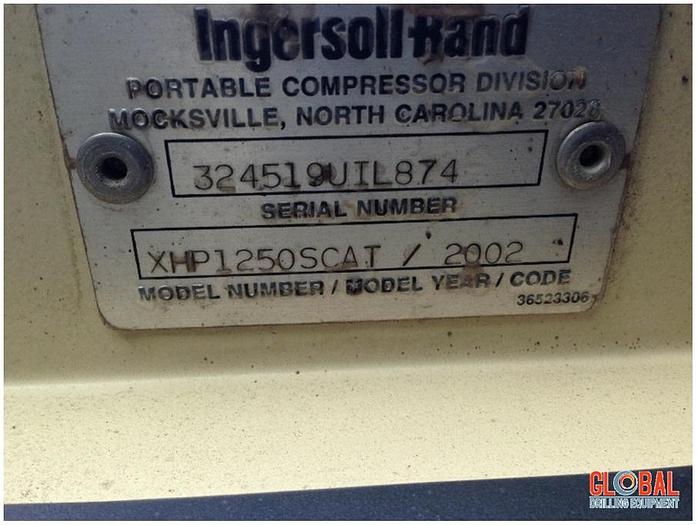 Ingersoll-Rand
PORTABLE COMPRESSOR DIVISION
MOCKSVILLE, NORTH CAROLINA 27028
324519UIL874
SERIAL NUMBER
XHP1250SCAT / 2002
MODEL NUMBER / MODEL YEAR / CODE
36523306
GLOBAL
DRILLING EQUIPMENT